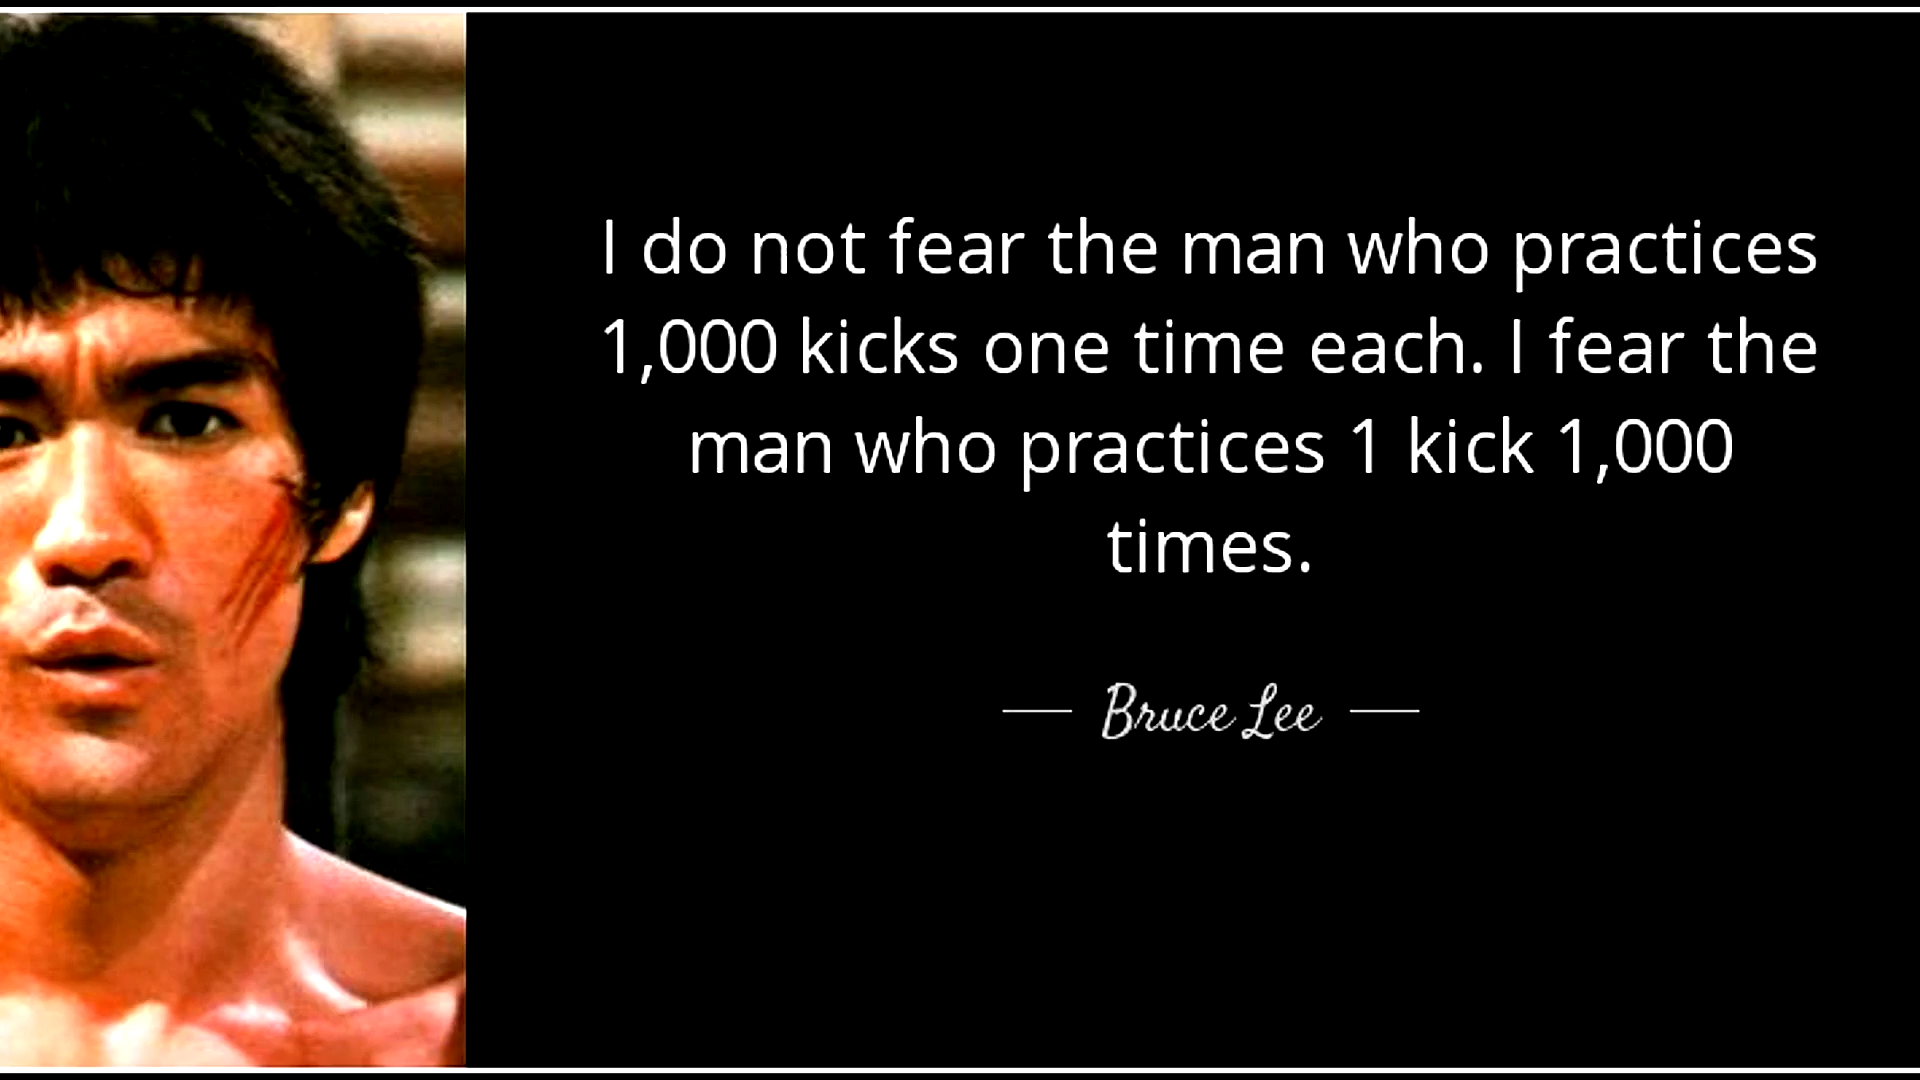 I do not fear the man who practices
1,000 kicks one time each. I fear the
man who practices 1 kick 1,000
times.
Bruce Lee